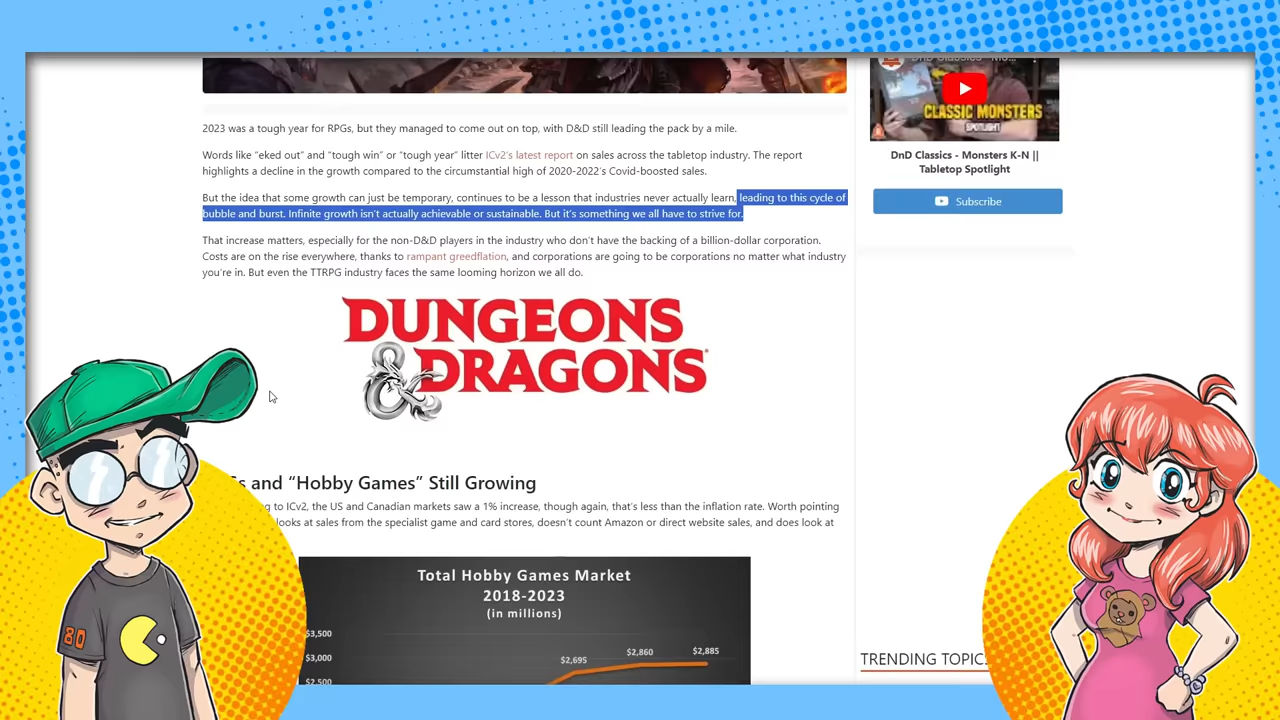 2023 was a tough year for RPGs, but they managed to come out on top, with D&D still leading the pack by a mile.
Words like “eked out” and “tough win” or “tough year” litter ICv2’s latest report on sales across the tabletop industry. The report
highlights a decline in the growth compared to the circumstantial high of 2020-2022’s Covid-boosted sales.
But the idea that some growth can just be temporary, continues to be a lesson that industries never actually learn, leading to this cycle of
bubble and burst. Infinite growth isn’t actually achievable or sustainable. But it’s something we all have to strive for.
That increase matters, especially for the non-D&D players in the industry who don’t have the backing of a billion-dollar corporation.
Costs are on the rise everywhere, thanks to rampant greedflation, and corporations are going to be corporations no matter what industry
you’re in. But even the TTRPG industry faces the same looming horizon we all do.
DUNGEONS
& DRAGONS
and “Hobby Games” Still Growing
to ICv2, the US and Canadian markets saw a 1% increase, though again, that’s less than the inflation rate. Worth pointing
looks at sales from the specialist game and card stores, doesn’t count Amazon or direct website sales, and does look at
Total Hobby Games Market
2018-2023
(in millions)
$3,500
$3,000
$2,500
$2,695
$2,860
$2,885
CLASSIC
MONSTERS
SPOTLIGHT
DnD Classics - Monsters K-N ||
Tabletop Spotlight
Subscribe
TRENDING TOPICS
80